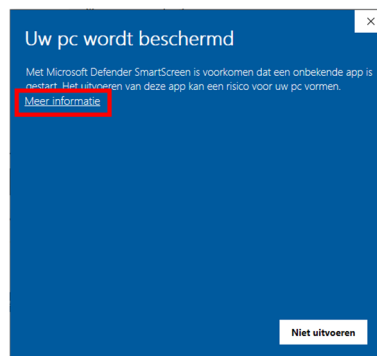 Uw pc wordt beschermd
Met Microsoft Defender SmartScreen is voorkomen dat een onbekende app is
gestart. Het uitvoeren van deze app kan een risico voor uw pc vormen.
Meer informatie
Niet uitvoeren